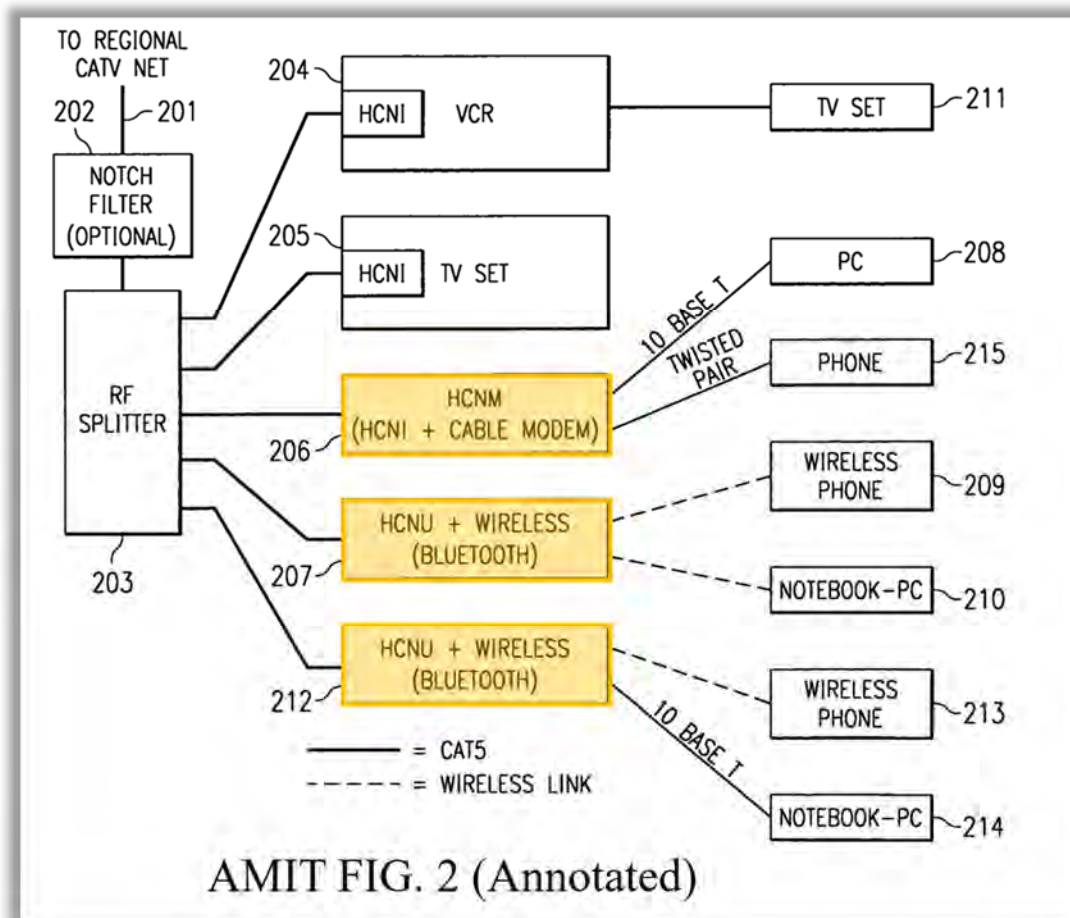 TO REGIONAL
CATV NET
201
202
NOTCH
FILTER
(OPTIONAL)
RF
SPLITTER
203
204
HCNI
VCR
TV SET
211
205
HCNI
TV SET
HCNM
(HCNI + CABLE MODEM)
206
10 BASE T
PC
208
TWISTED
PAIR
PHONE
215
HCNU + WIRELESS
(BLUETOOTH)
207
WIRELESS
PHONE
209
NOTEBOOK-PC
210
HCNU + WIRELESS
(BLUETOOTH)
212
WIRELESS
PHONE
213
10 BASE T
NOTEBOOK-PC
214
= CAT5
= WIRELESS LINK
AMIT FIG. 2 (Annotated)